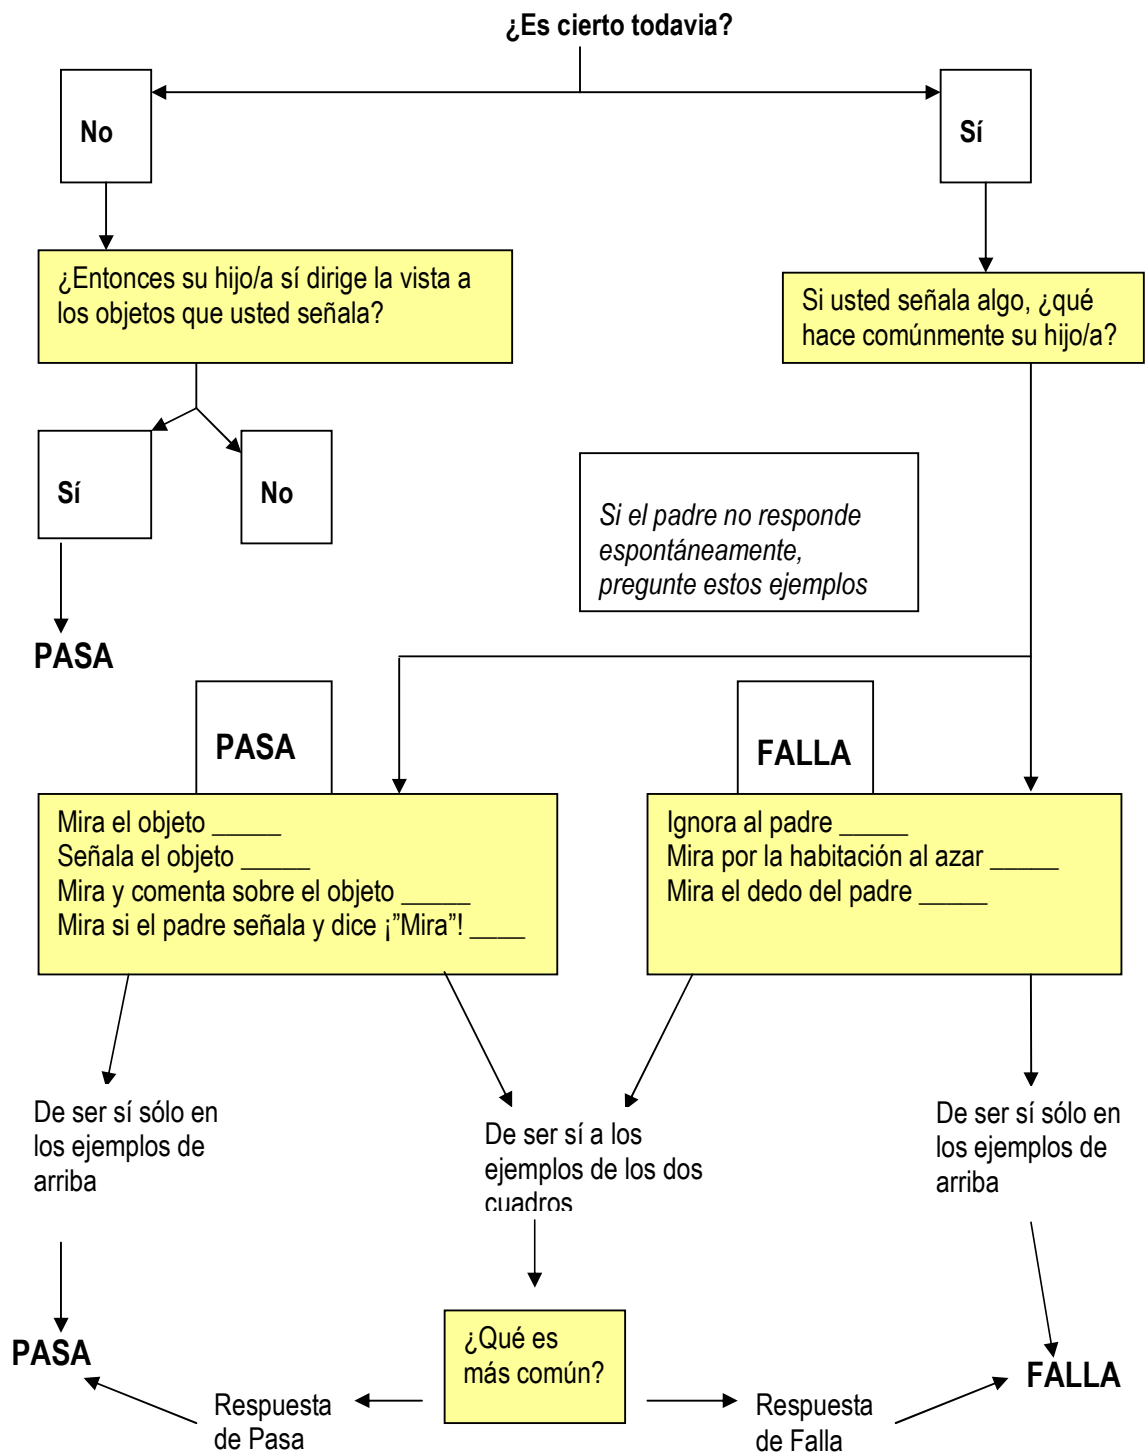 ¿Es cierto todavia?
No
Sí
¿Entonces su hijo/a sí dirige la vista a
los objetos que usted señala?
Si usted señala algo, ¿qué
hace comúnmente su hijo/a?
Sí
No
Si el padre no responde
espontáneamente,
pregunte estos ejemplos
PASA
PASA
FALLA
Mira el objeto _____
Señala el objeto _____
Mira y comenta sobre el objeto _____
Mira si el padre señala y dice ¡”Mira”! ____
Ignora al padre _____
Mira por la habitación al azar _____
Mira el dedo del padre _____
De ser sí sólo en
los ejemplos de
arriba
De ser sí a los
ejemplos de los dos
cuadros
De ser sí sólo en
los ejemplos de
arriba
¿Qué es
más común?
PASA
FALLA
Respuesta
de Pasa
Respuesta
de Falla